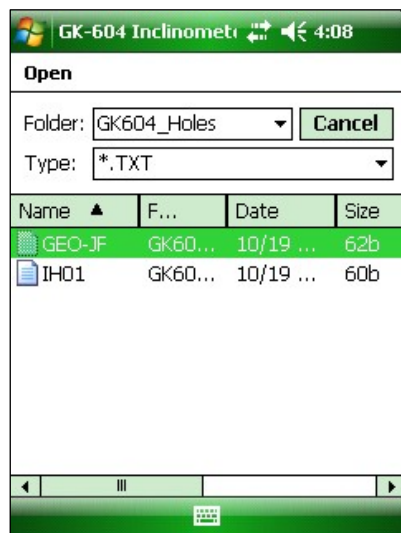 GK-604 Inclinomet 4:08
Open
Folder: GK604_Holes Cancel
Type: *.TXT
Name F... Date Size
GEO-JF GK60... 10/19 ... 62b
IH01 GK60... 10/19 ... 60b